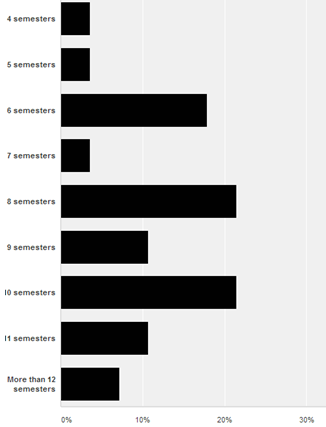 4 semesters
5 semesters
6 semesters
7 semesters
8 semesters
9 semesters
10 semesters
11 semesters
More than 12
semesters
0%
10%
20%
30%